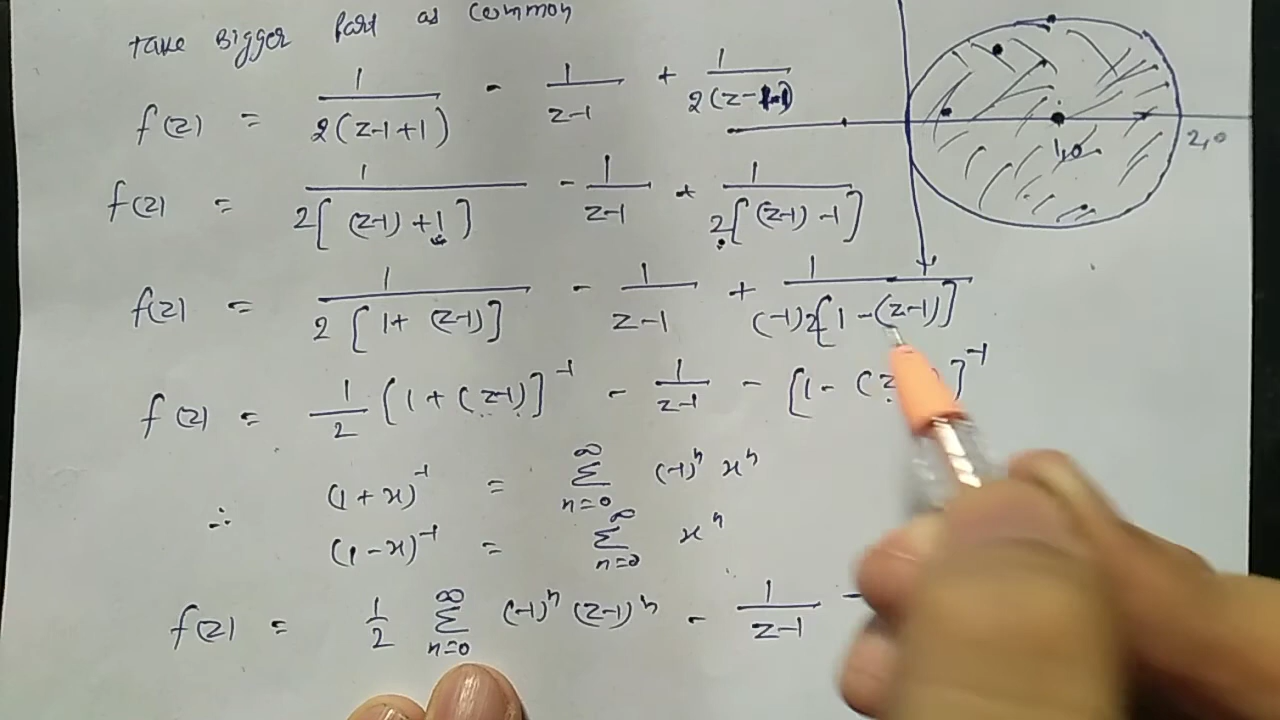 take Bigger Part as common
f(z) = 1/2(z-1+1) - 1/z-1 + 1/2(z-1-1)
1,0
2,0
f(z) = 1/2[(z-1)+1] - 1/z-1 + 1/2[(z-1)-1]
f(z) = 1/2[1+(z-1)] - 1/z-1 + 1/(-1)2[1-(z-1)]
f(z) = 1/2 [1+(z-1)]^-1 - 1/z-1 - [1-(z ]^-1
∴ (1+x)^-1 = ∑_{n=0}^∞ (-1)^n x^n
(1-x)^-1 = ∑_{n=0}^∞ x^n
f(z) = 1/2 ∑_{n=0}^∞ (-1)^n (z-1)^n - 1/z-1 -